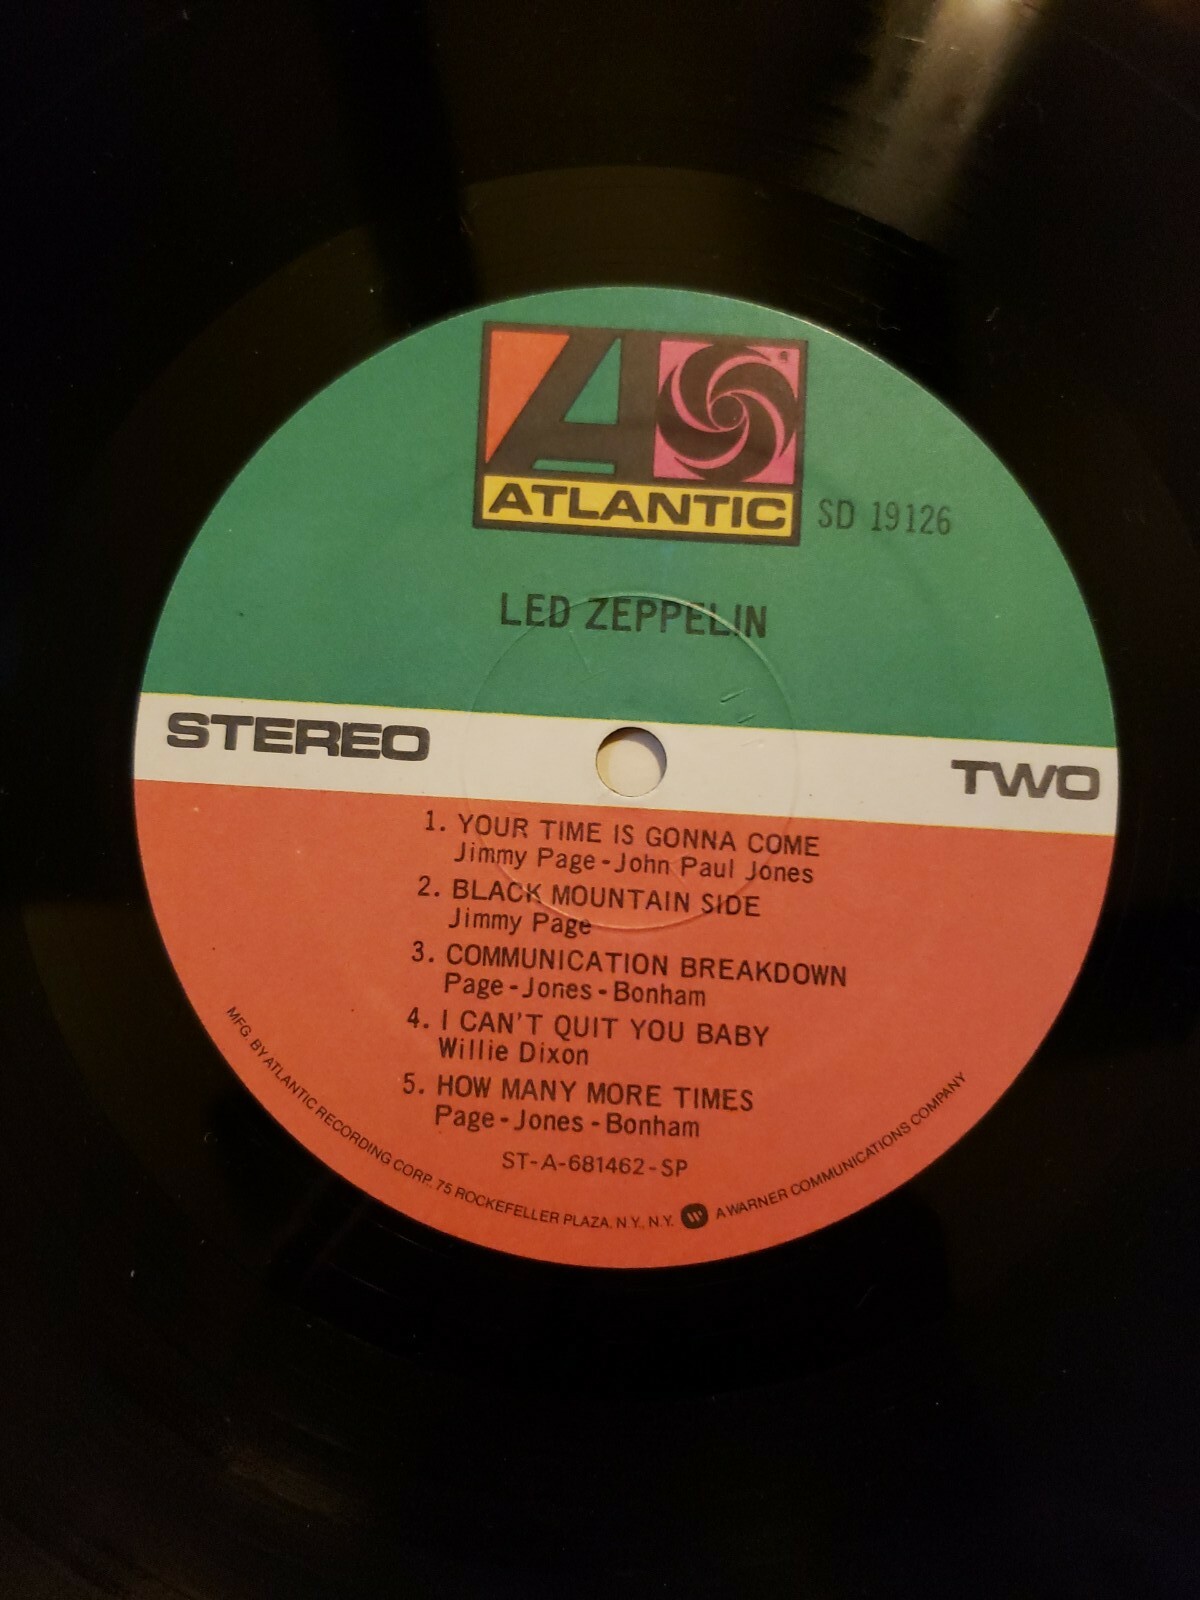 ATLANTIC
SD 19126
LED ZEPPELIN
STEREO
TWO
1. YOUR TIME IS GONNA COME
Jimmy Page - John Paul Jones
2. BLACK MOUNTAIN SIDE
Jimmy Page
3. COMMUNICATION BREAKDOWN
Page - Jones - Bonham
4. I CAN'T QUIT YOU BABY
Willie Dixon
5. HOW MANY MORE TIMES
Page - Jones - Bonham
ST-A-681462-SP
MFG. BY ATLANTIC RECORDING CORP., 75 ROCKEFELLER PLAZA, N.Y., N.Y. A WARNER COMMUNICATIONS COMPANY